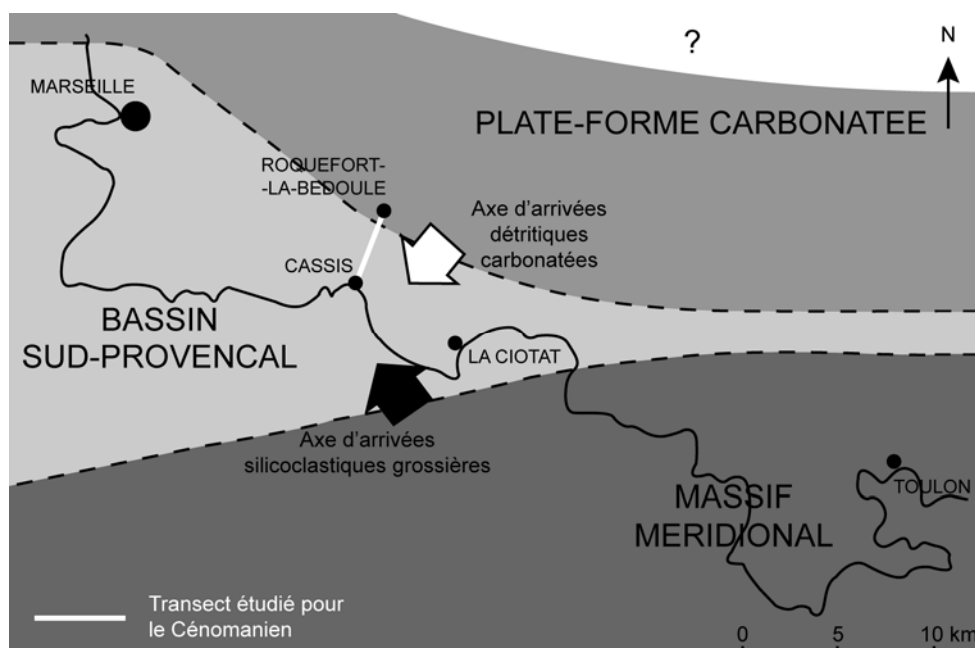 ?
N
MARSEILLE
PLATE-FORME CARBONATEE
ROQUEFORT-
-LA-BEDOULE
Axe d'arrivées
détritiques
carbonatées
CASSIS
BASSIN
SUD-PROVENCAL
LA CIOTAT
Axe d'arrivées
silicoclastiques grossières
MASSIF
MERIDIONAL
TOULON
Transect étudié pour
le Cénomanien
0 5 10 km